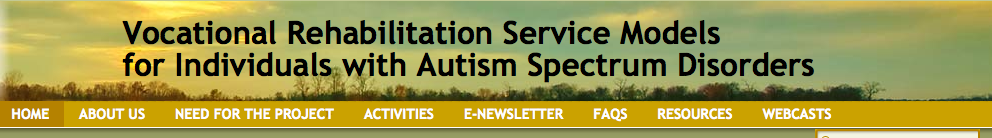 Vocational Rehabilitation Service Models
for Individuals with Autism Spectrum Disorders
HOME ABOUT US NEED FOR THE PROJECT ACTIVITIES E-NEWSLETTER FAQS RESOURCES WEBCASTS